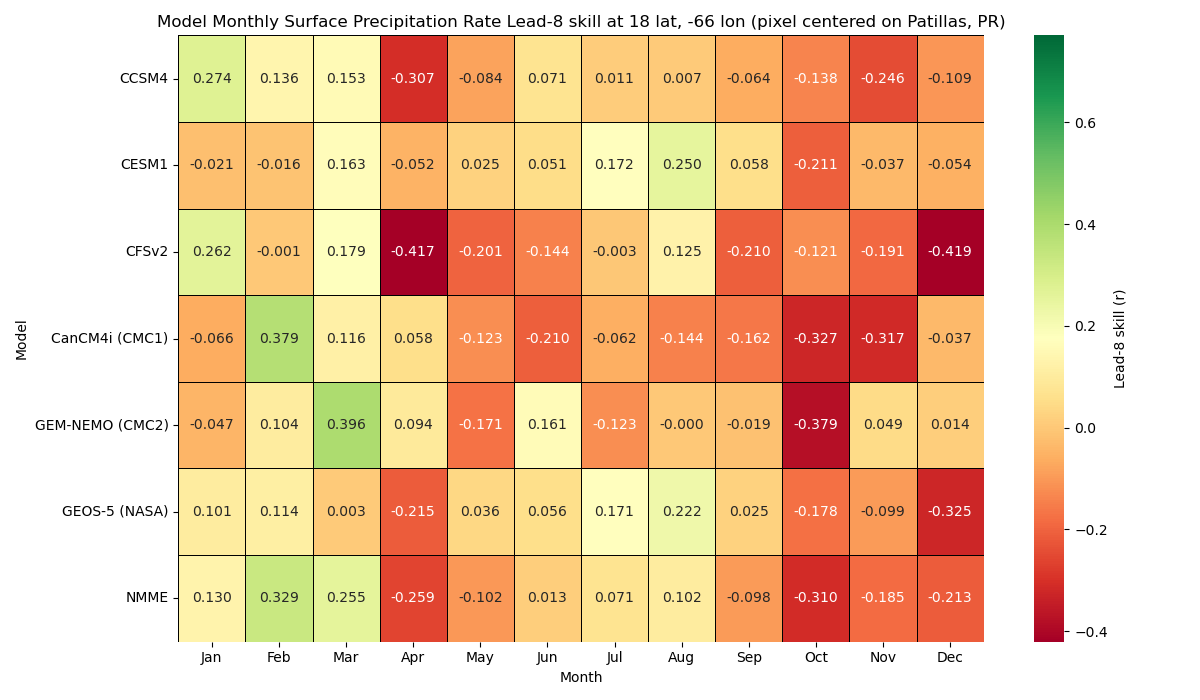 Model Monthly Surface Precipitation Rate Lead-8 skill at 18 lat, -66 lon (pixel centered on Patillas, PR)
CCSM4 0.274 0.136 0.153 -0.307 -0.084 0.071 0.011 0.007 -0.064 -0.138 -0.246 -0.109
CESM1 -0.021 -0.016 0.163 -0.052 0.025 0.051 0.172 0.250 0.058 -0.211 -0.037 -0.054
CFSv2 0.262 -0.001 0.179 -0.417 -0.201 -0.144 -0.003 0.125 -0.210 -0.121 -0.191 -0.419
CanCM4i (CMC1) -0.066 0.379 0.116 0.058 -0.123 -0.210 -0.062 -0.144 -0.162 -0.327 -0.317 -0.037
GEM-NEMO (CMC2) -0.047 0.104 0.396 0.094 -0.171 0.161 -0.123 -0.000 -0.019 -0.379 0.049 0.014
GEOS-5 (NASA) 0.101 0.114 0.003 -0.215 0.036 0.056 0.171 0.222 0.025 -0.178 -0.099 -0.325
NMME 0.130 0.329 0.255 -0.259 -0.102 0.013 0.071 0.102 -0.098 -0.310 -0.185 -0.213
Jan Feb Mar Apr May Jun Jul Aug Sep Oct Nov Dec
Month
Model
0.6
0.4
0.2
0.0
−0.2
−0.4
Lead-8 skill (r)